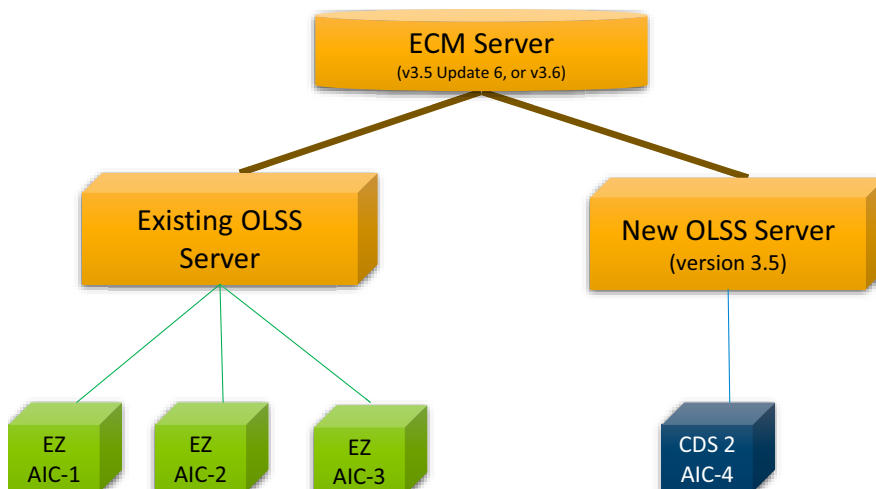 ECM Server
(v3.5 Update 6, or v3.6)
Existing OLSS
Server
New OLSS Server
(version 3.5)
EZ
AIC-1
EZ
AIC-2
EZ
AIC-3
CDS 2
AIC-4